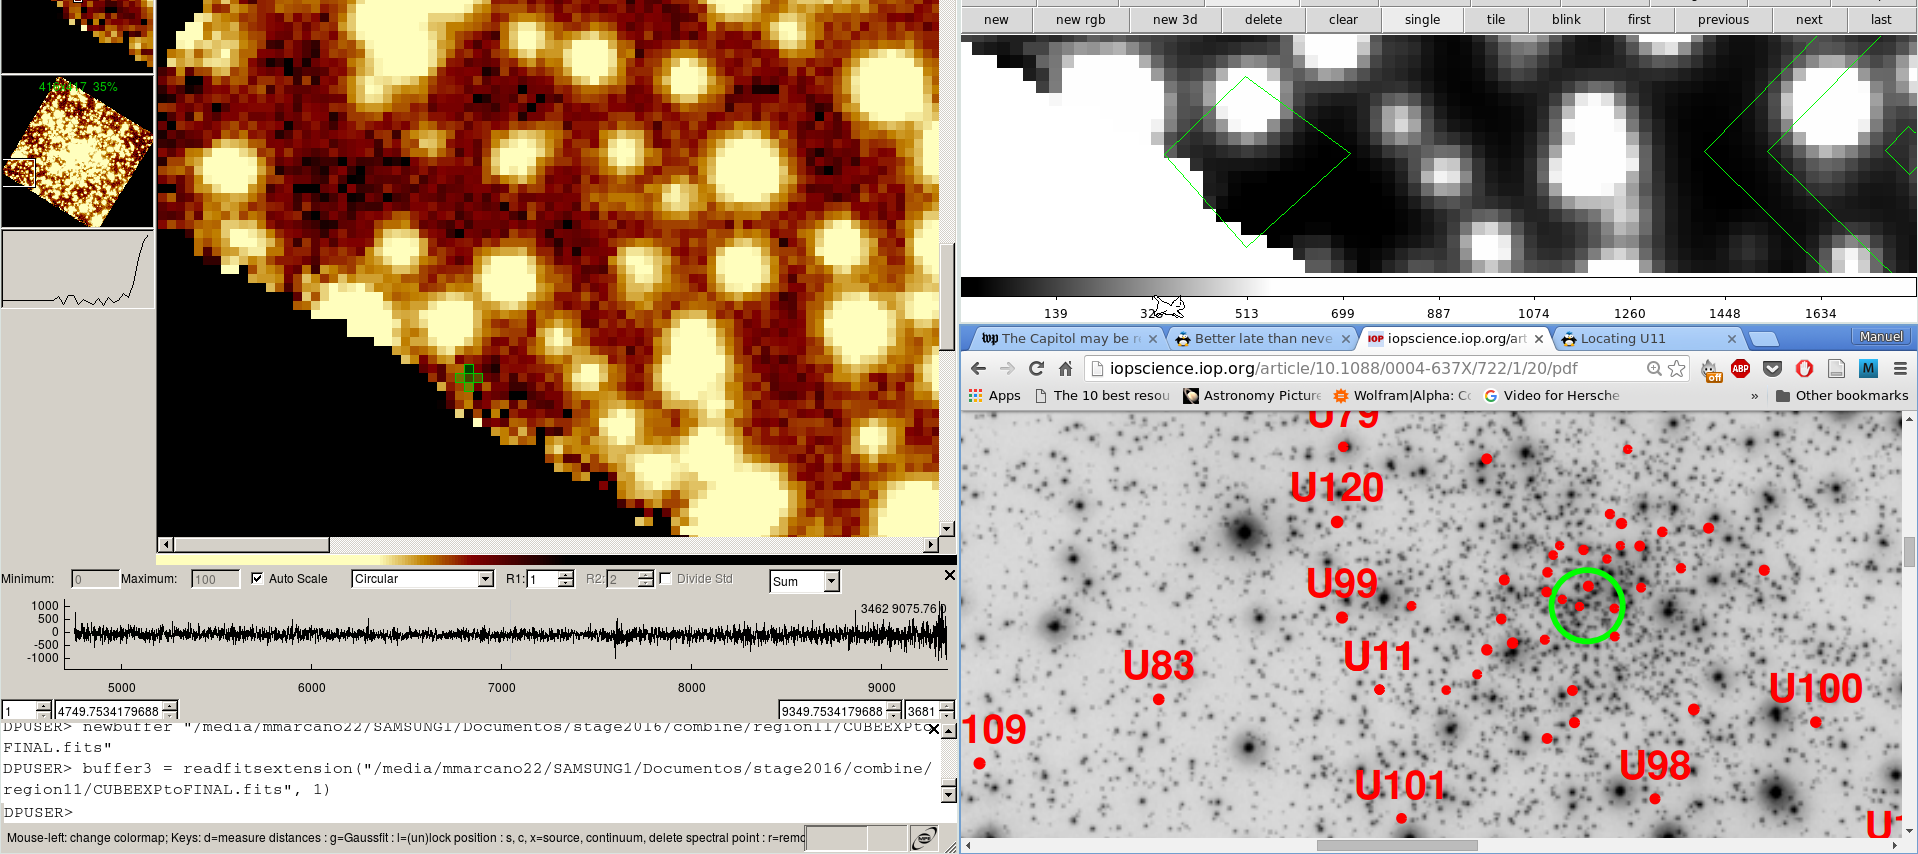 35%
Minimum: 0 Maximum: 100 Auto Scale Circular R1: 1 R2: 2 Divide Std Sum
3462 9075.76
1000
500
0
-500
-1000
5000 6000 7000 8000 9000
1 4749.7534179688 9349.7534179688 3681
DPUSER> newbuffer "/media/mmarcano22/SAMSUNG1/Documentos/stage2016/combine/region11/CUBEEXPto
FINAL.fits"
DPUSER> buffer3 = readfitsextension("/media/mmarcano22/SAMSUNG1/Documentos/stage2016/combine/
region11/CUBEEXPtoFINAL.fits", 1)
DPUSER>
Mouse-left: change colormap; Keys: d=measure distances : g=Gaussfit : l=(un)lock position : s, c, x=source, continuum, delete spectral point : r=remo
new new rgb new 3d delete clear single tile blink first previous next last
139 513 699 887 1074 1260 1448 1634
The Capitol may be r
Better late than neve
IOP iopscience.iop.org/art
Locating U11
Manuel
iopscience.iop.org/article/10.1088/0004-637X/722/1/20/pdf
off ABP M
Apps The 10 best resou Astronomy Picture Wolfram|Alpha: Co Video for Hersche » Other bookmarks
U79
U120
U99
U11
U83
U100
109
U98
U101